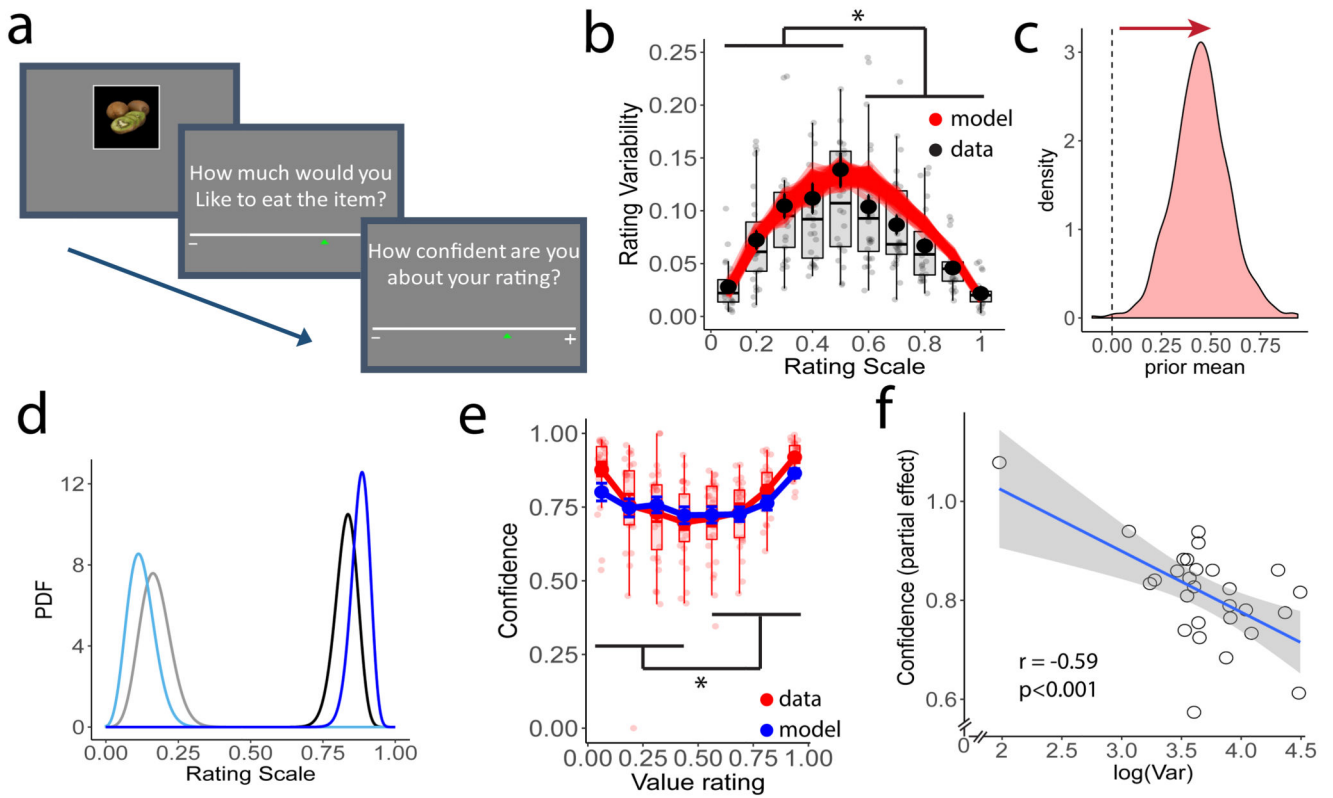 a
How much would you
Like to eat the item?
–
How confident are you
about your rating?
– +
b
*
model
data
Rating Variability
0.25
0.20
0.15
0.10
0.05
0.00
0 0.2 0.4 0.6 0.8 1
Rating Scale
c
density
3
2
1
0
0.00 0.25 0.50 0.75
prior mean
d
PDF
12
8
4
0
0.00 0.25 0.50 0.75 1.00
Rating Scale
e
Confidence
1.00
0.75
0.50
0.25
0.00
*
data
model
0.00 0.25 0.50 0.75 1.00
Value rating
f
Confidence (partial effect)
1.0
0.8
0.6
0
r = -0.59
p<0.001
2 2.5 3.0 3.5 4.0 4.5
log(Var)